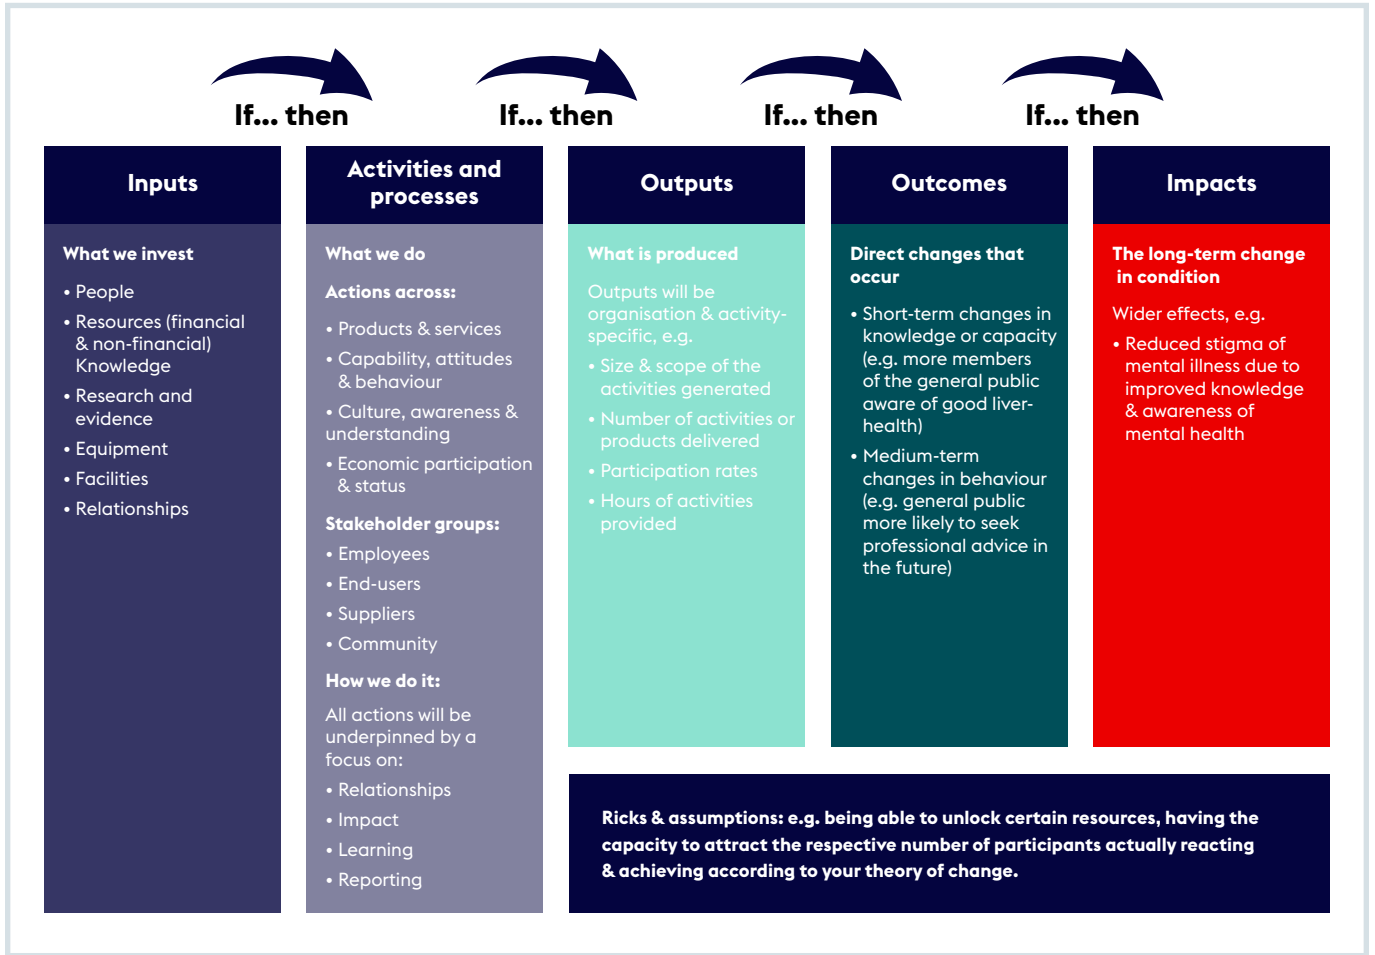 If... then
If... then
If... then
If... then
Inputs
What we invest
• People
• Resources (financial
& non-financial)
Knowledge
• Research and
evidence
• Equipment
• Facilities
• Relationships
Activities and
processes
What we do
Actions across:
• Products & services
• Capability, attitudes
& behaviour
• Culture, awareness &
understanding
• Economic participation
& status
Stakeholder groups:
• Employees
• End-users
• Suppliers
• Community
How we do it:
All actions will be
underpinned by a
focus on:
• Relationships
• Impact
• Learning
• Reporting
Outputs
What is produced
Outputs will be
organisation & activity-
specific, e.g.
• Size & scope of the
activities generated
• Number of activities or
products delivered
• Participation rates
• Hours of activities
provided
Outcomes
Direct changes that
occur
• Short-term changes in
knowledge or capacity
(e.g. more members
of the general public
aware of good liver-
health)
• Medium-term
changes in behaviour
(e.g. general public
more likely to seek
professional advice in
the future)
Impacts
The long-term change
in condition
Wider effects, e.g.
• Reduced stigma of
mental illness due to
improved knowledge
& awareness of
mental health
Ricks & assumptions: e.g. being able to unlock certain resources, having the
capacity to attract the respective number of participants actually reacting
& achieving according to your theory of change.